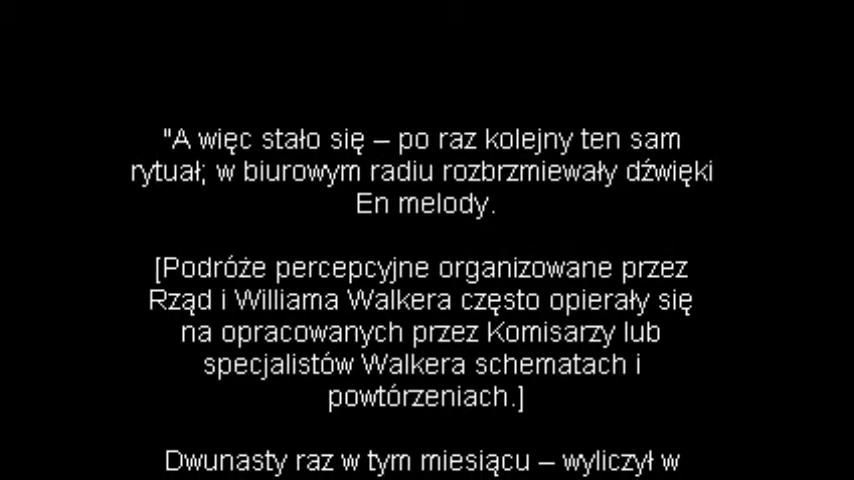 "A więc stało się – po raz kolejny ten sam
rytuał; w biurowym radiu rozbrzmiewały dźwięki
En melody.
[Podróże percepcyjne organizowane przez
Rząd i Williama Walkera często opierały się
na opracowanych przez Komisarzy lub
specjalistów Walkera schematach i
powtórzeniach.]
Dwunasty raz w tym miesiącu – wyliczył w